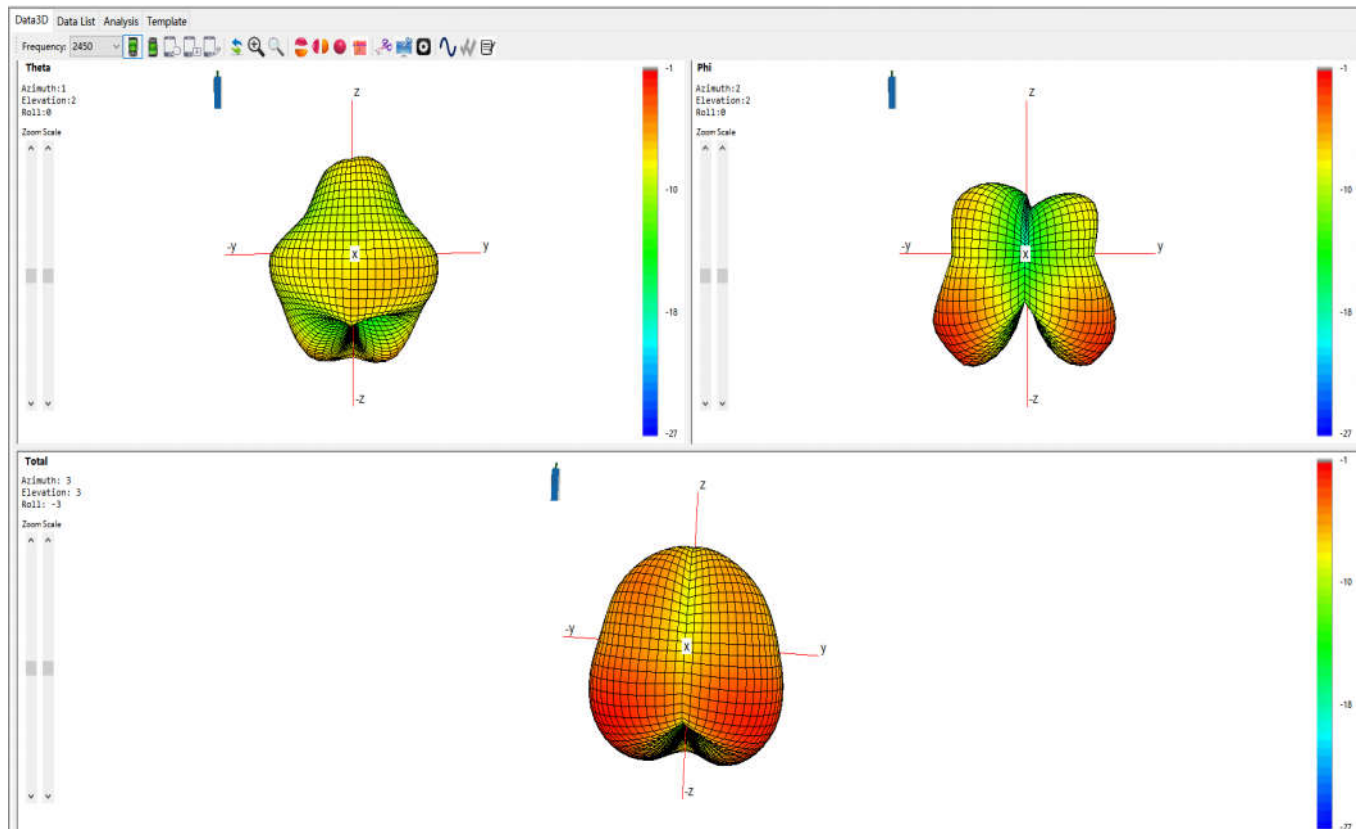 Data3D Data List Analysis Template
Frequency: 2450
Theta
Azimuth:1
Elevation:2
Roll:0
Zoom Scale
z
-y
x
y
-z
-1
-10
-18
-27
Phi
Azimuth:2
Elevation:2
Roll:0
Zoom Scale
z
-y
x
y
-z
-1
-10
-18
-27
Total
Azimuth: 3
Elevation: 3
Roll: -3
Zoom Scale
z
-y
x
y
-z
-1
-10
-18
-27